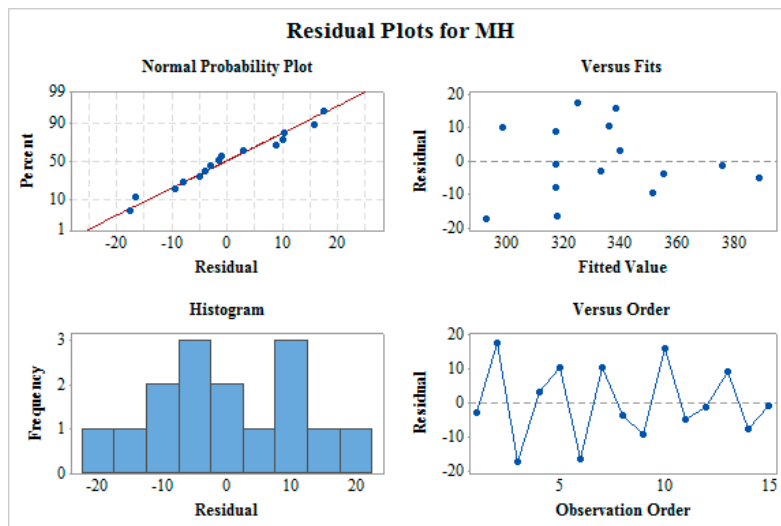 Residual Plots for MH
Normal Probability Plot
99
90
50
10
1
Percent
-20 -10 0 10 20
Residual
Versus Fits
20
10
0
-10
-20
Residual
300 320 340 360 380
Fitted Value
Histogram
3
2
1
0
Frequency
-20 -10 0 10 20
Residual
Versus Order
20
10
0
-10
-20
Residual
5 10 15
Observation Order